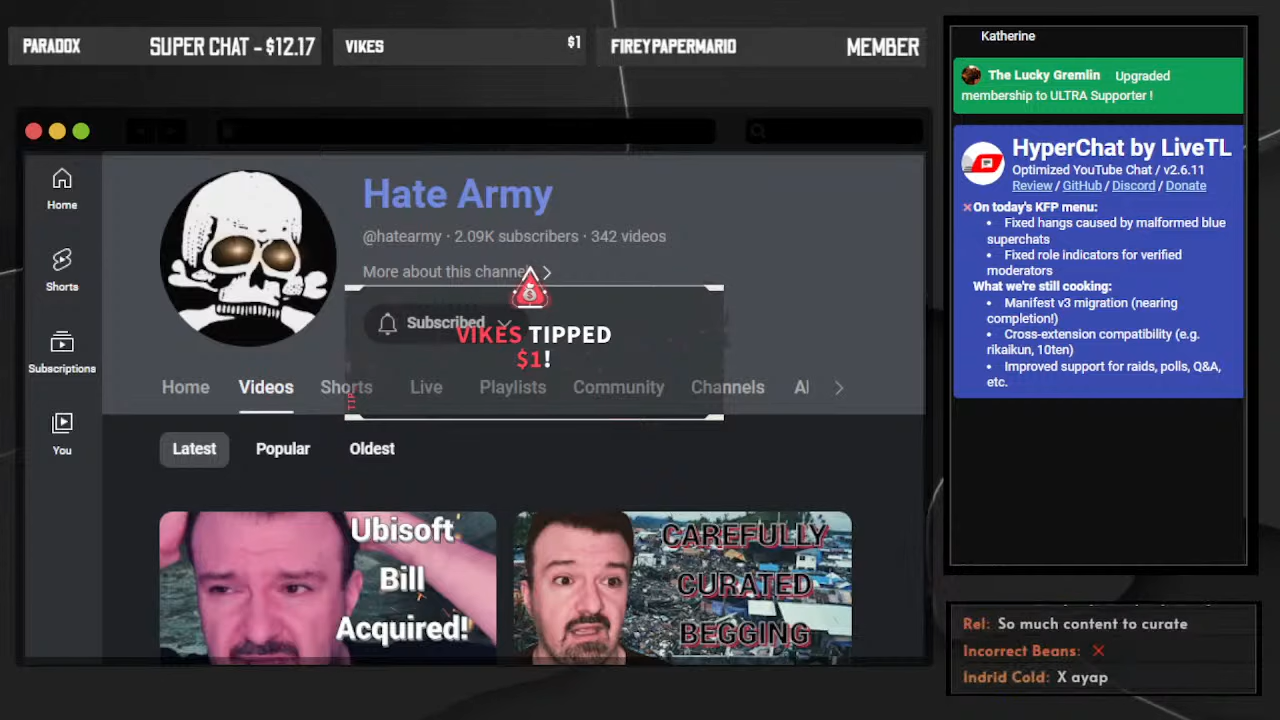 PARADOX
SUPER CHAT - $12.17
VIKES
$1
FIREYPAPERMARIO
MEMBER
Home
Shorts
Subscriptions
You
Hate Army
@hatearmy · 2.09K subscribers · 342 videos
More about this channel
Subscribed
VIKES TIPPED
$1!
TIP
Home
Videos
Shorts
Live
Playlists
Community
Channels
Latest
Popular
Oldest
Ubisoft
Bill
Acquired!
CAREFULLY
CURATED
BEGGING
Katherine
The Lucky Gremlin Upgraded
membership to ULTRA Supporter !
HyperChat by LiveTL
Optimized YouTube Chat / v2.6.11
Review / GitHub / Discord / Donate
On today's KFP menu:
• Fixed hangs caused by malformed blue
superchats
• Fixed role indicators for verified
moderators
What we're still cooking:
• Manifest v3 migration (nearing
completion!)
• Cross-extension compatibility (e.g.
rikaikun, 10ten)
• Improved support for raids, polls, Q&A,
etc.
Rel: So much content to curate
Incorrect Beans: ❌
Indrid Cold: X ayap